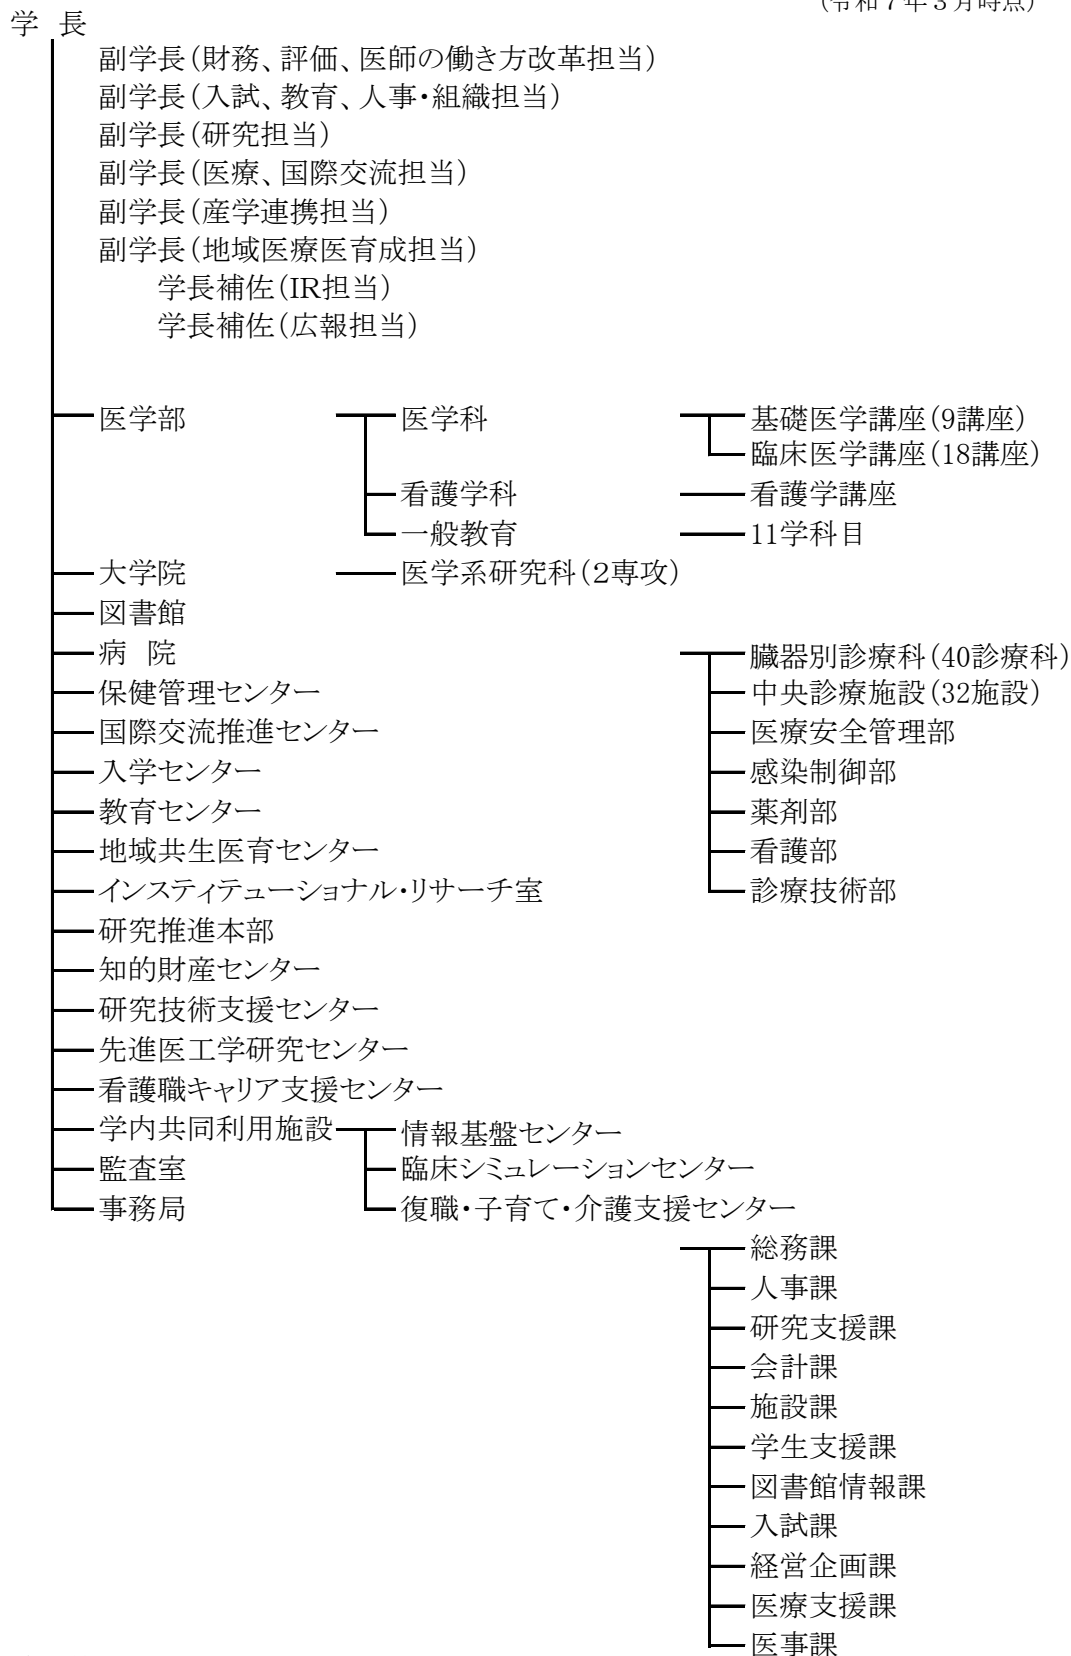 (令和７年３月時点)
学 長
副学長(財務、評価、医師の働き方改革担当)
副学長(入試、教育、人事・組織担当)
副学長(研究担当)
副学長(医療、国際交流担当)
副学長(産学連携担当)
副学長(地域医療医育成担当)
学長補佐(IR担当)
学長補佐(広報担当)
医学部 医学科 基礎医学講座(9講座)
臨床医学講座(18講座)
看護学科 看護学講座
一般教育 11学科目
大学院 医学系研究科(２専攻)
図書館
病 院 臓器別診療科(40診療科)
保健管理センター 中央診療施設(32施設)
国際交流推進センター 医療安全管理部
入学センター 感染制御部
教育センター 薬剤部
地域共生医育センター 看護部
インスティテューショナル・リサーチ室 診療技術部
研究推進本部
知的財産センター
研究技術支援センター
先進医工学研究センター
看護職キャリア支援センター
学内共同利用施設 情報基盤センター
監査室 臨床シミュレーションセンター
事務局 復職・子育て・介護支援センター
総務課
人事課
研究支援課
会計課
施設課
学生支援課
図書館情報課
入試課
経営企画課
医療支援課
医事課